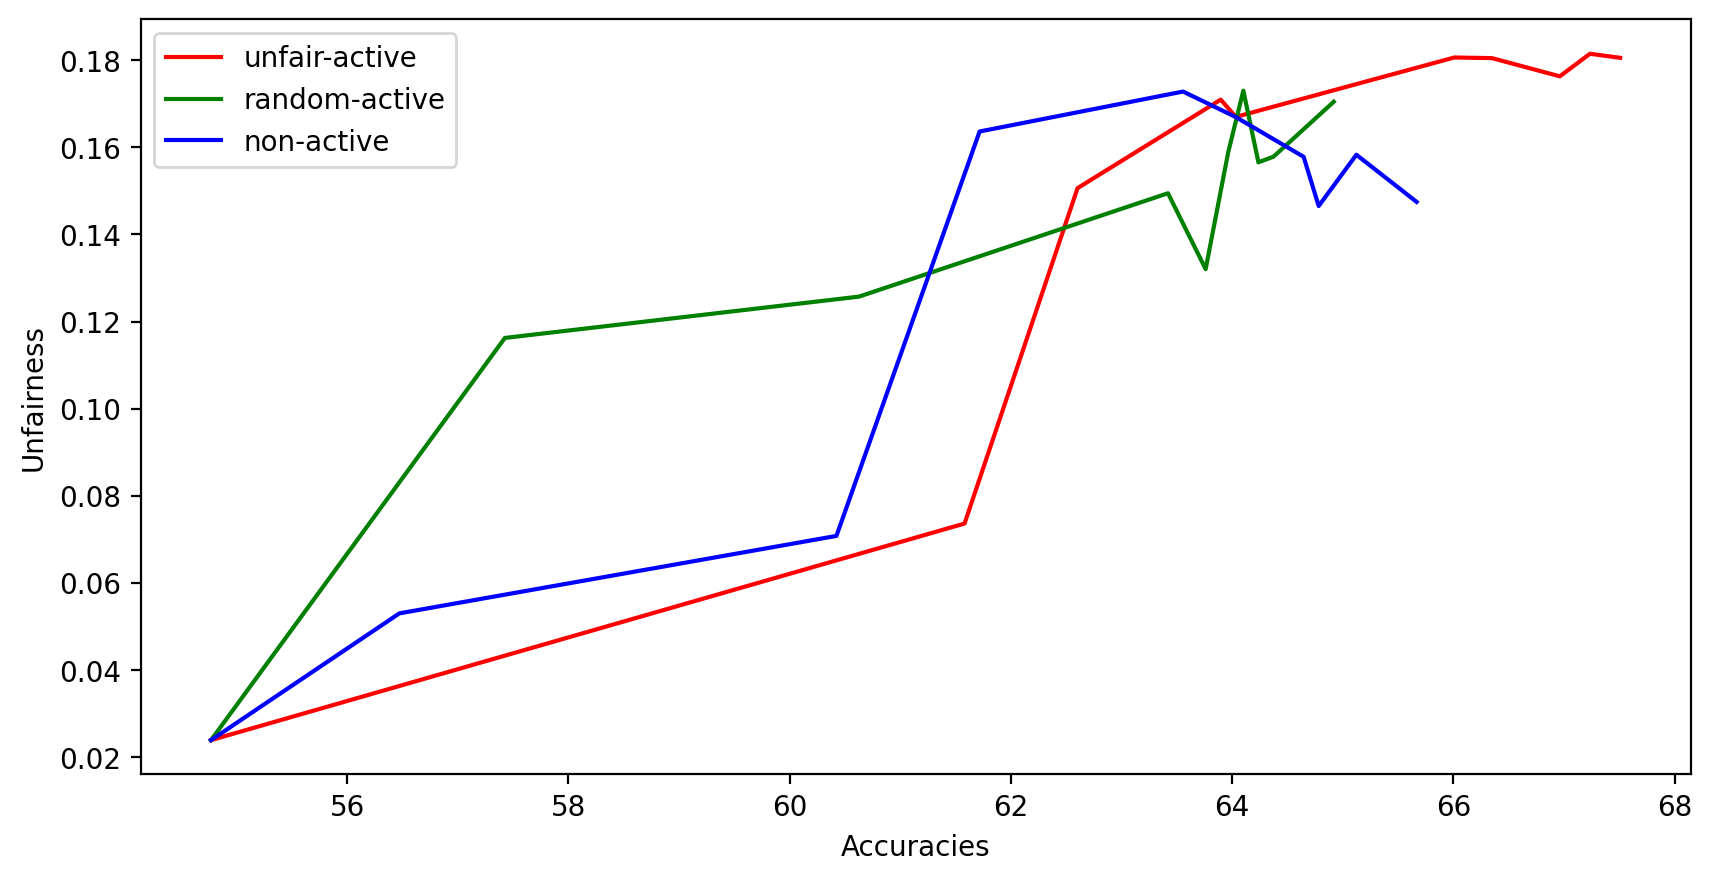 unfair-active
random-active
non-active
0.18
0.16
0.14
0.12
0.10
0.08
0.06
0.04
0.02
Unfairness
56 58 60 62 64 66 68
Accuracies